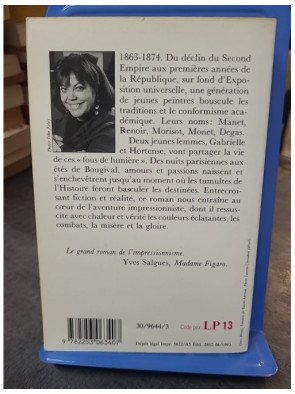 1863-1874. Du déclin du Second
Empire aux premières années de
la République, sur fond d'Expo-
sition universelle, une génération
de jeunes peintres bouscule les
traditions et le conformisme aca-
démique. Leurs noms : Manet,
Renoir, Morisot, Monet, Degas.
Deux jeunes femmes, Gabrielle
et Hortense, vont partager la vie
de ces « fous de lumière ». Des nuits parisiennes aux
étés de Bougival, amours et passions naissent et
s'enchevêtrent jusqu'au moment où les tumultes de
l'Histoire feront basculer les destinées. Entrecroi-
sant fiction et réalité, ce roman nous entraîne au
cœur de l'aventure impressionniste, dont il ressus-
cite avec chaleur et vérité les couleurs éclatantes, les
combats, la misère et la gloire.
Le grand roman de l'impressionnisme.
Yves Salgues, Madame Figaro.
30/9644/3
Code prix LP 13
9 782253 063407